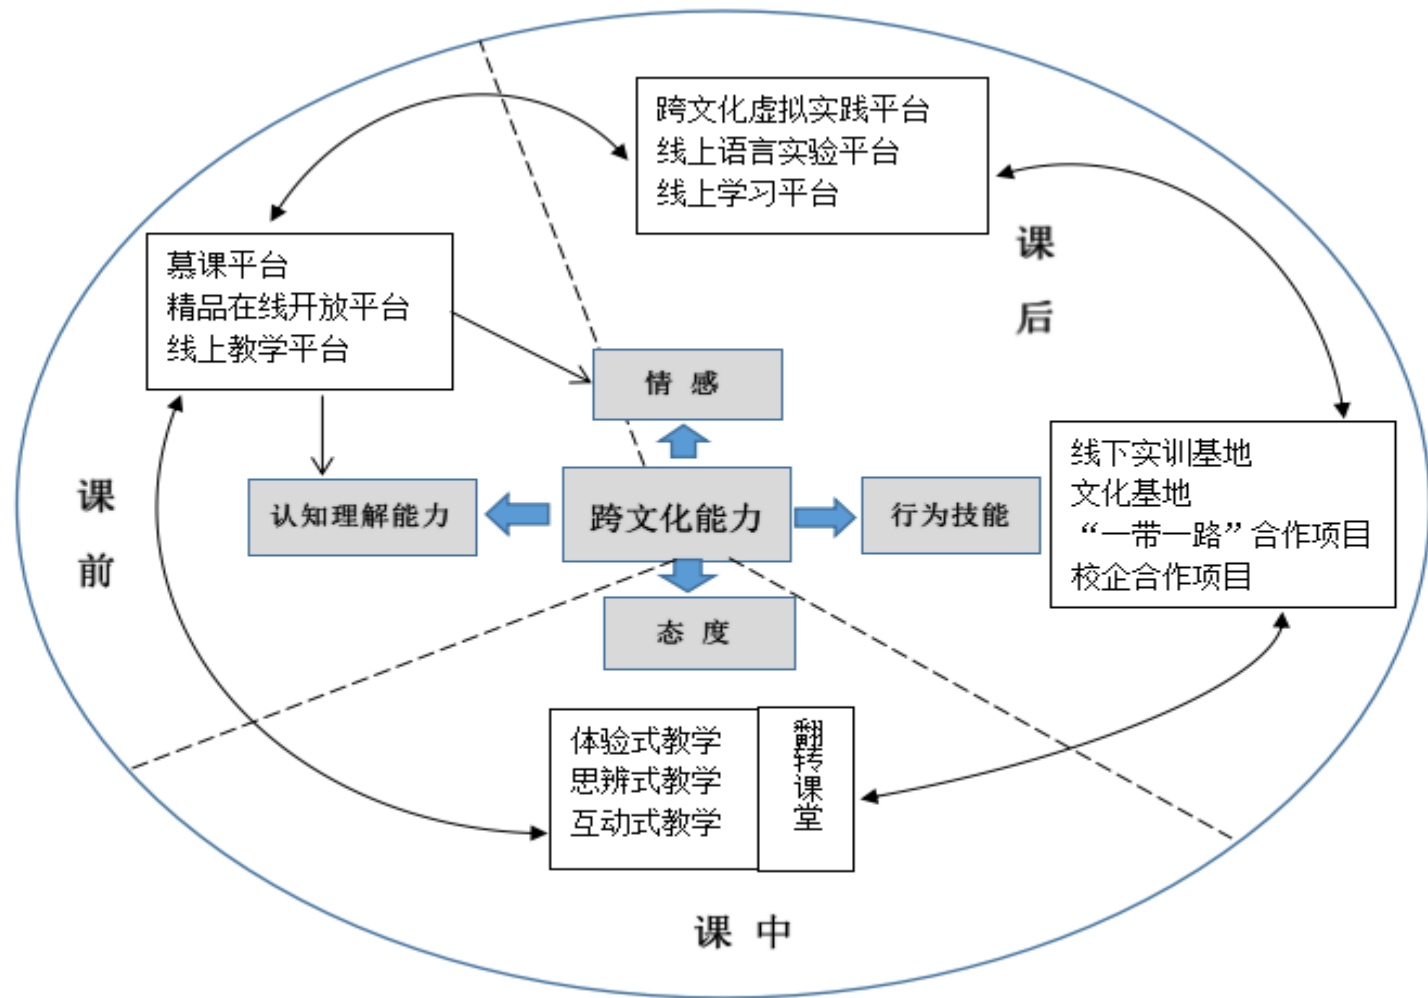 跨文化虚拟实践平台
线上语言实验平台
线上学习平台
课
后
慕课平台
精品在线开放平台
线上教学平台
情 感
课
前
认知理解能力
跨文化能力
行为技能
线下实训基地
文化基地
“一带一路”合作项目
校企合作项目
态 度
体验式教学
思辨式教学
互动式教学
翻
转
课
堂
课 中